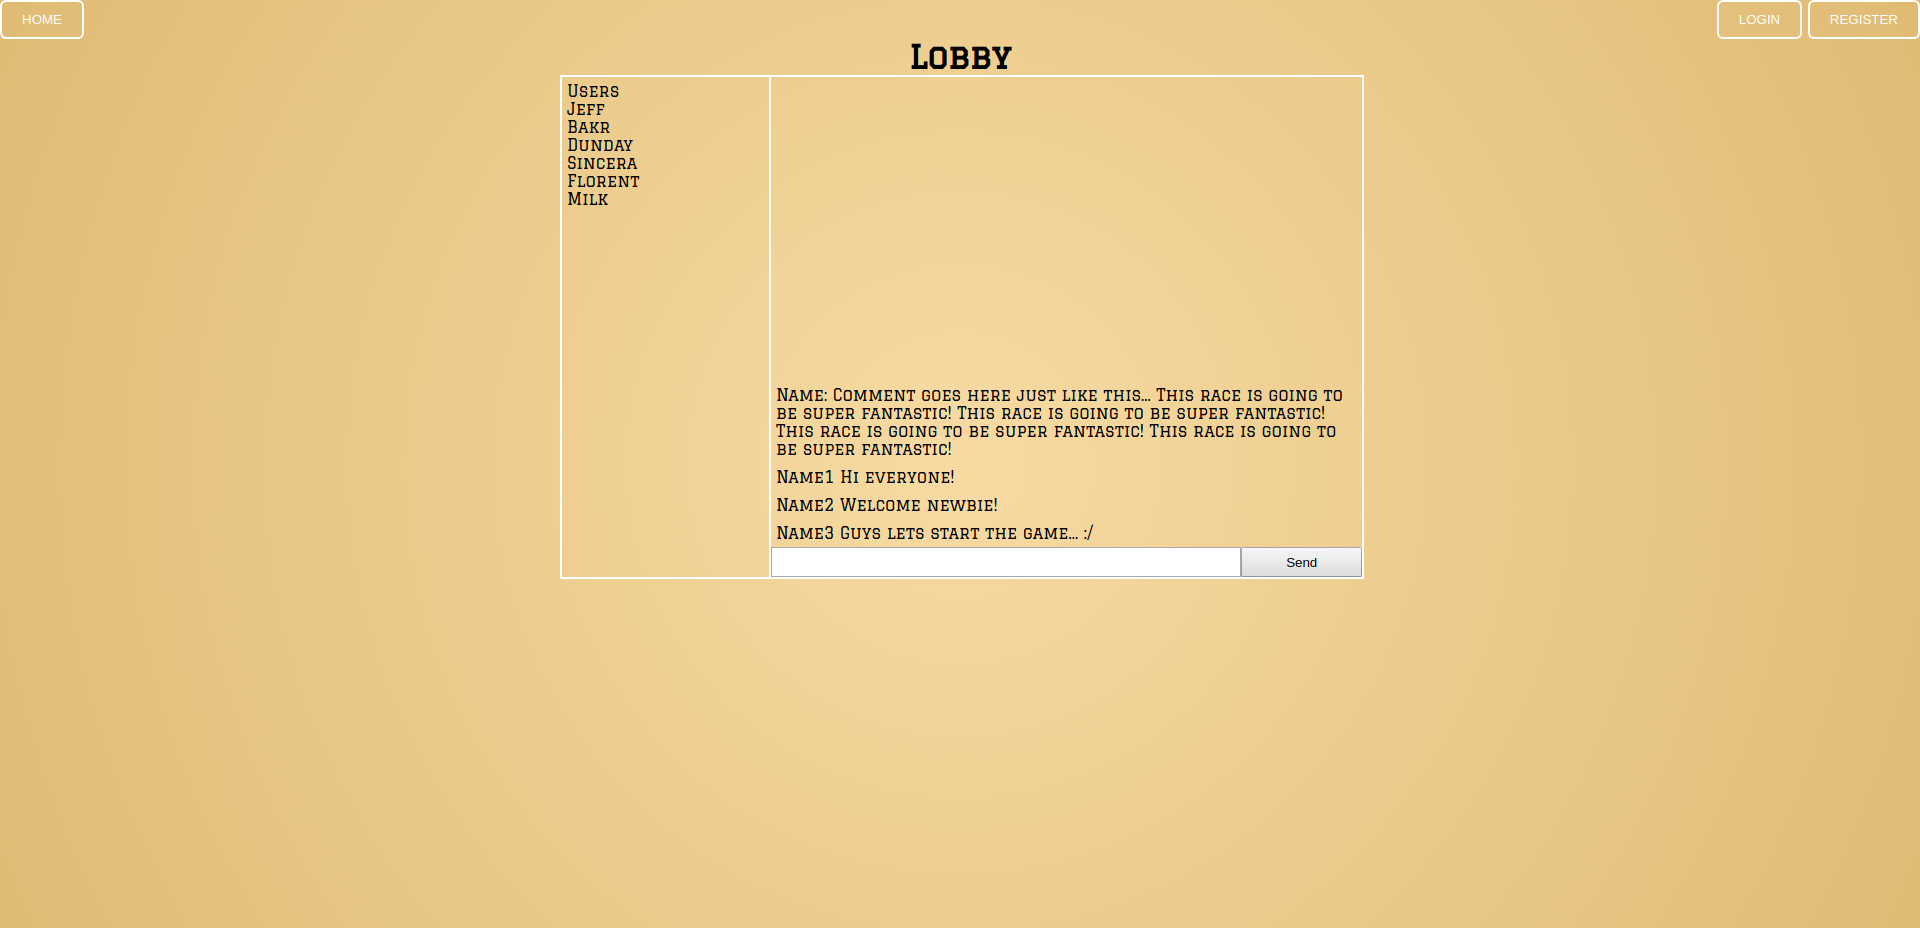 HOME
LOGIN
REGISTER
Lobby
Users
Jeff
Bakr
Dunday
Sincera
Florent
Milk
Name: Comment goes here just like this... This race is going to
be super fantastic! This race is going to be super fantastic!
This race is going to be super fantastic! This race is going to
be super fantastic!
Name1 Hi everyone!
Name2 Welcome newbie!
Name3 Guys lets start the game... :/
Send